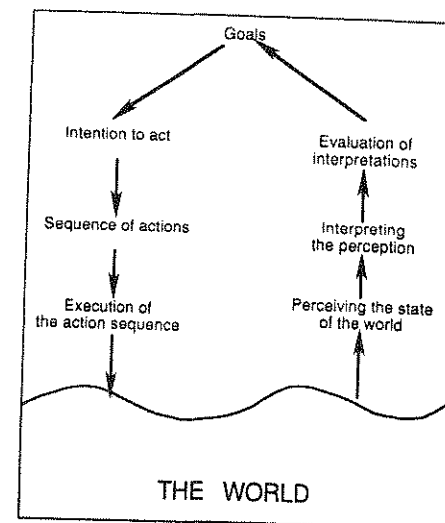 Goals
Intention to act
Sequence of actions
Execution of
the action sequence
Evaluation of
interpretations
Interpreting
the perception
Perceiving the state
of the world
THE WORLD